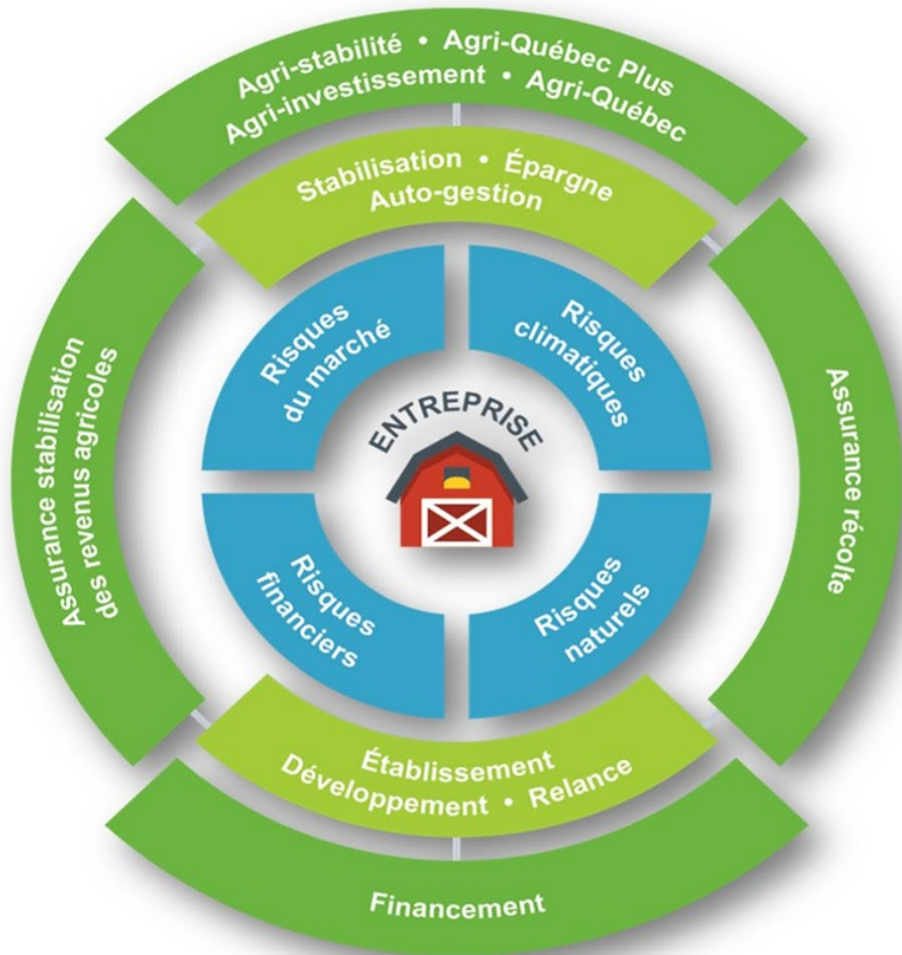 Agri-stabilité • Agri-Québec Plus
Agri-investissement • Agri-Québec
Stabilisation • Épargne
Auto-gestion
Risques
du marché
Risques
climatiques
ENTREPRISE
Assurance stabilisation
des revenus agricoles
Assurance récolte
Risques
financiers
Risques
naturels
Établissement
Développement • Relance
Financement